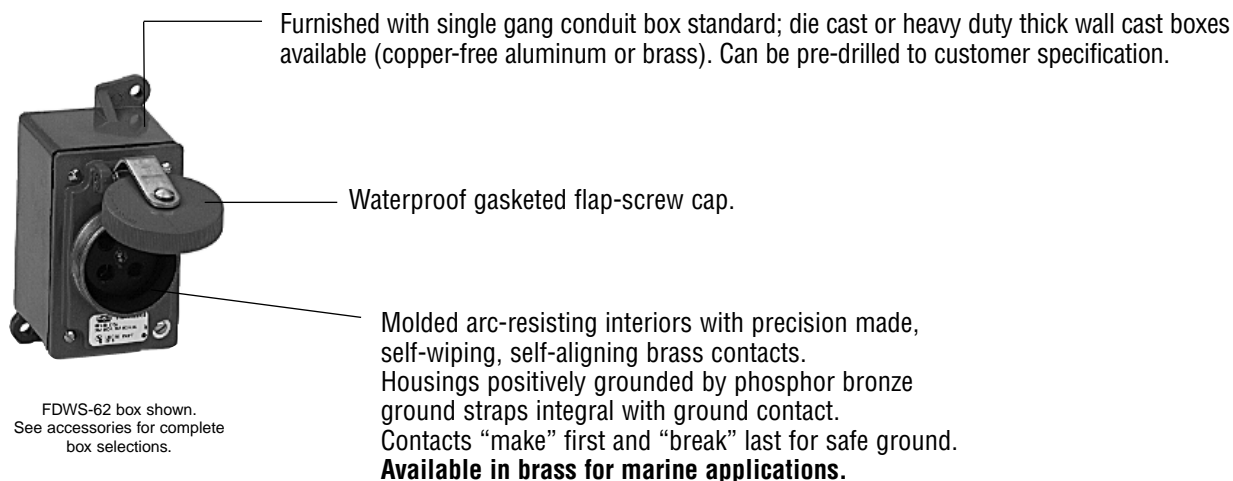 Furnished with single gang conduit box standard; die cast or heavy duty thick wall cast boxes
available (copper-free aluminum or brass). Can be pre-drilled to customer specification.
Waterproof gasketed flap-screw cap.
Molded arc-resisting interiors with precision made,
self-wiping, self-aligning brass contacts.
Housings positively grounded by phosphor bronze
ground straps integral with ground contact.
Contacts “make” first and “break” last for safe ground.
Available in brass for marine applications.
FDWS-62 box shown.
See accessories for complete
box selections.